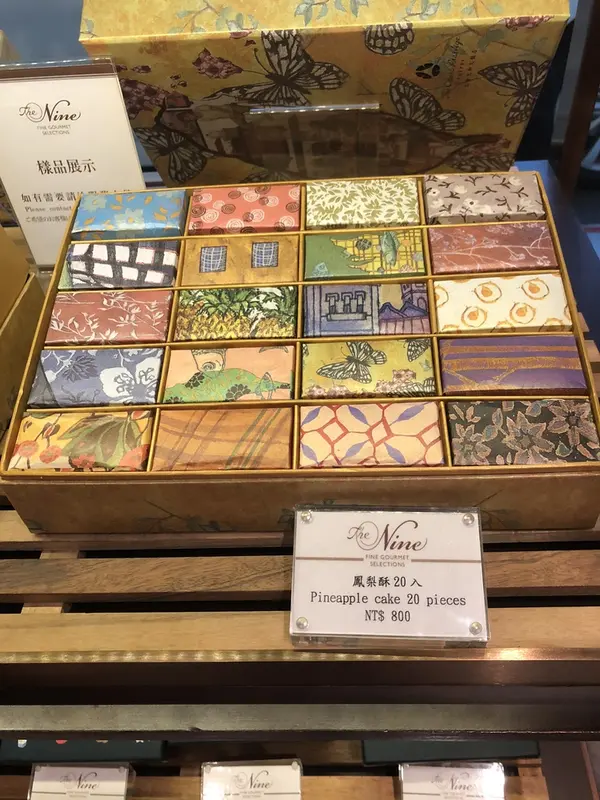 The Nine
FINE GOURMET
SELECTIONS
樣品展示
如有需要請
Please contact
The Nine
FINE GOURMET
SELECTIONS
鳳梨酥20入
Pineapple cake 20 pieces
NT$ 800
The Nine
The Nine
The Nine